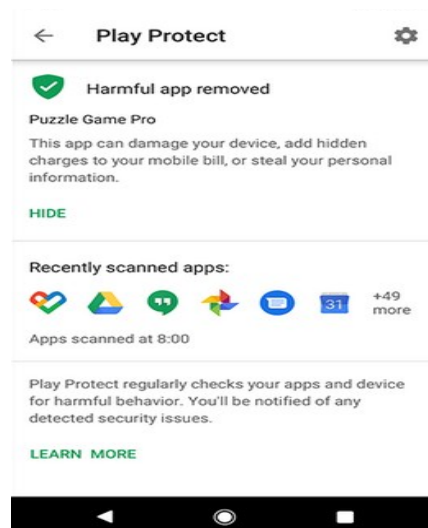 Play Protect
Harmful app removed
Puzzle Game Pro
This app can damage your device, add hidden
charges to your mobile bill, or steal your personal
information.
HIDE
Recently scanned apps:
31
+49
more
Apps scanned at 8:00
Play Protect regularly checks your apps and device
for harmful behavior. You'll be notified of any
detected security issues.
LEARN MORE